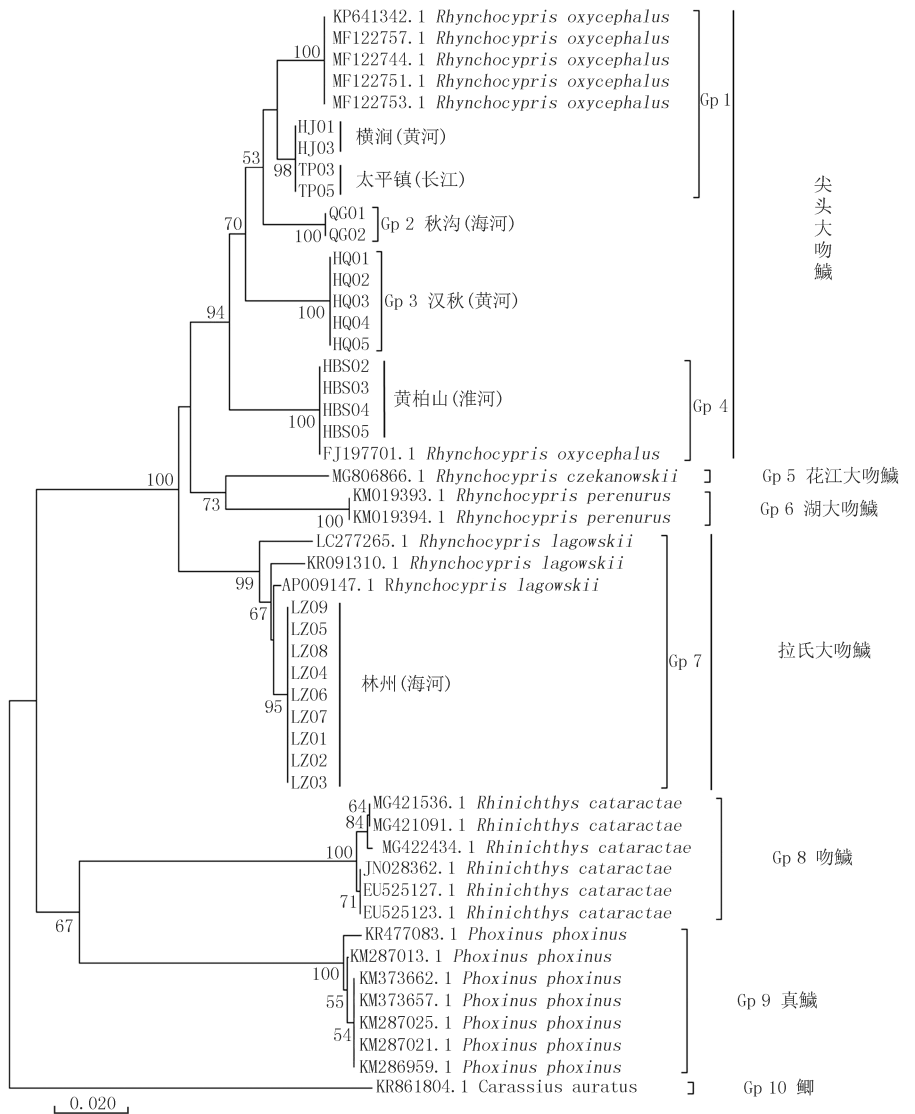 KP641342.1 Rhynchocypris oxycephalus
MF122757.1 Rhynchocypris oxycephalus
MF122744.1 Rhynchocypris oxycephalus
100
MF122751.1 Rhynchocypris oxycephalus
MF122753.1 Rhynchocypris oxycephalus
Gp 1
HJ01
HJ03
横涧(黄河)
53
98
TP03
TP05
太平镇(长江)
尖头大吻鱥
QG01
QG02
100
Gp 2 秋沟(海河)
70
HQ01
HQ02
HQ03
HQ04
HQ05
100
Gp 3 汉秋(黄河)
94
HBS02
HBS03
HBS04
HBS05
100
黄柏山(淮河)
Gp 4
FJ197701.1 Rhynchocypris oxycephalus
100
MG806866.1 Rhynchocypris czekanowskii
Gp 5 花江大吻鱥
73
KM019393.1 Rhynchocypris perenurus
KM019394.1 Rhynchocypris perenurus
100
Gp 6 湖大吻鱥
LC277265.1 Rhynchocypris lagowskii
KR091310.1 Rhynchocypris lagowskii
99
AP009147.1 Rhynchocypris lagowskii
67
LZ09
LZ05
LZ08
LZ04
LZ06
LZ07
LZ01
LZ02
LZ03
95
林州(海河)
Gp 7
拉氏大吻鱥
64
MG421536.1 Rhinichthys cataractae
84
MG421091.1 Rhinichthys cataractae
MG422434.1 Rhinichthys cataractae
100
JN028362.1 Rhinichthys cataractae
EU525127.1 Rhinichthys cataractae
71
EU525123.1 Rhinichthys cataractae
Gp 8 吻鱥
67
KR477083.1 Phoxinus phoxinus
KM287013.1 Phoxinus phoxinus
100
KM373662.1 Phoxinus phoxinus
55
KM373657.1 Phoxinus phoxinus
KM287025.1 Phoxinus phoxinus
54
KM287021.1 Phoxinus phoxinus
KM286959.1 Phoxinus phoxinus
Gp 9 真鱥
KR861804.1 Carassius auratus
Gp 10 鲫
0.020